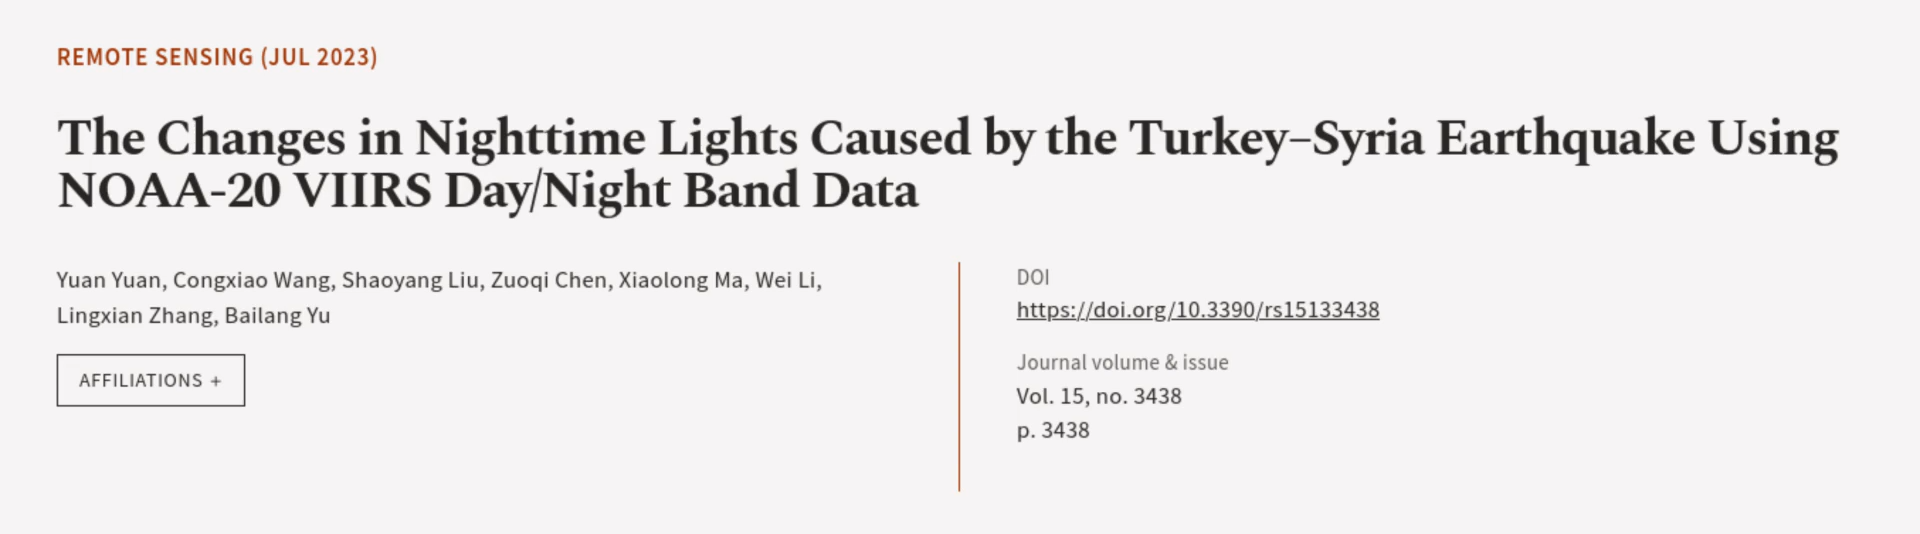 REMOTE SENSING (JUL 2023)
The Changes in Nighttime Lights Caused by the Turkey–Syria Earthquake Using
NOAA-20 VIIRS Day/Night Band Data
Yuan Yuan, Congxiao Wang, Shaoyang Liu, Zuoqi Chen, Xiaolong Ma, Wei Li,
Lingxian Zhang, Bailang Yu
AFFILIATIONS +
DOI
https://doi.org/10.3390/rs15133438
Journal volume & issue
Vol. 15, no. 3438
p. 3438